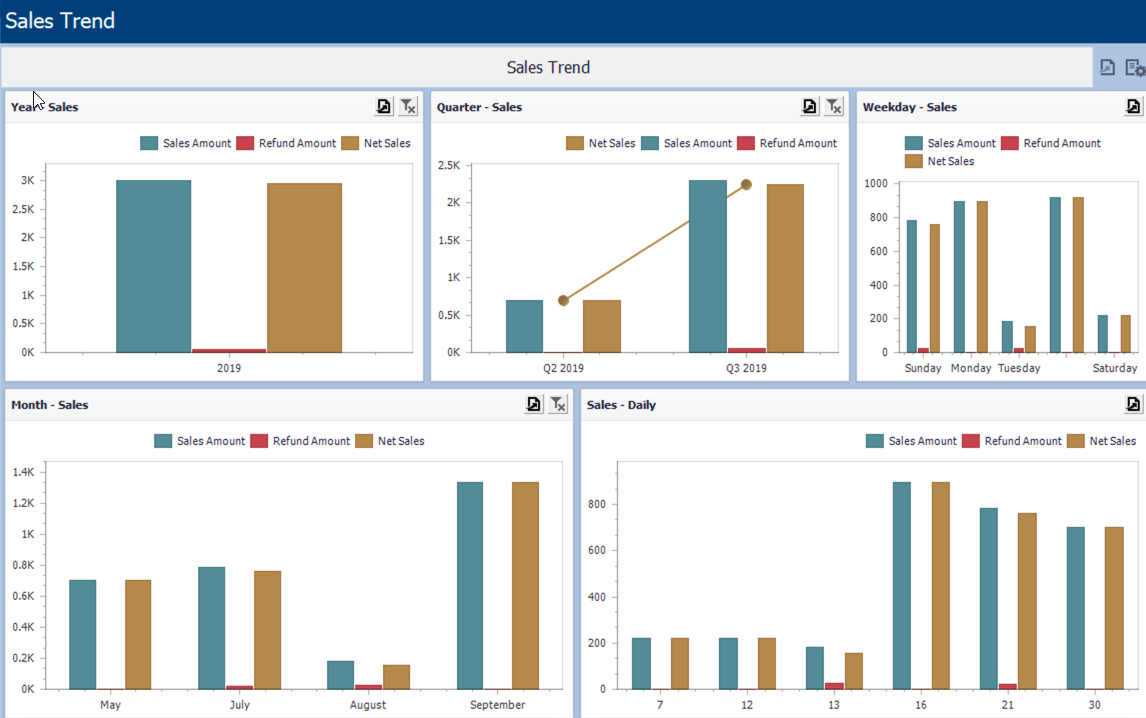 Sales Trend
Sales Trend
Year - Sales
Sales Amount Refund Amount Net Sales
3K
2.5K
2K
1.5K
1K
0.5K
0K
2019
Quarter - Sales
Net Sales Sales Amount Refund Amount
2.5K
2K
1.5K
1K
0.5K
0K
Q2 2019 Q3 2019
Weekday - Sales
Sales Amount Refund Amount
Net Sales
1000
800
600
400
200
0
Sunday Monday Tuesday Saturday
Month - Sales
Sales Amount Refund Amount Net Sales
1.4K
1.2K
1K
0.8K
0.6K
0.4K
0.2K
0K
May July August September
Sales - Daily
Sales Amount Refund Amount Net Sales
800
600
400
200
0
7 12 13 16 21 30